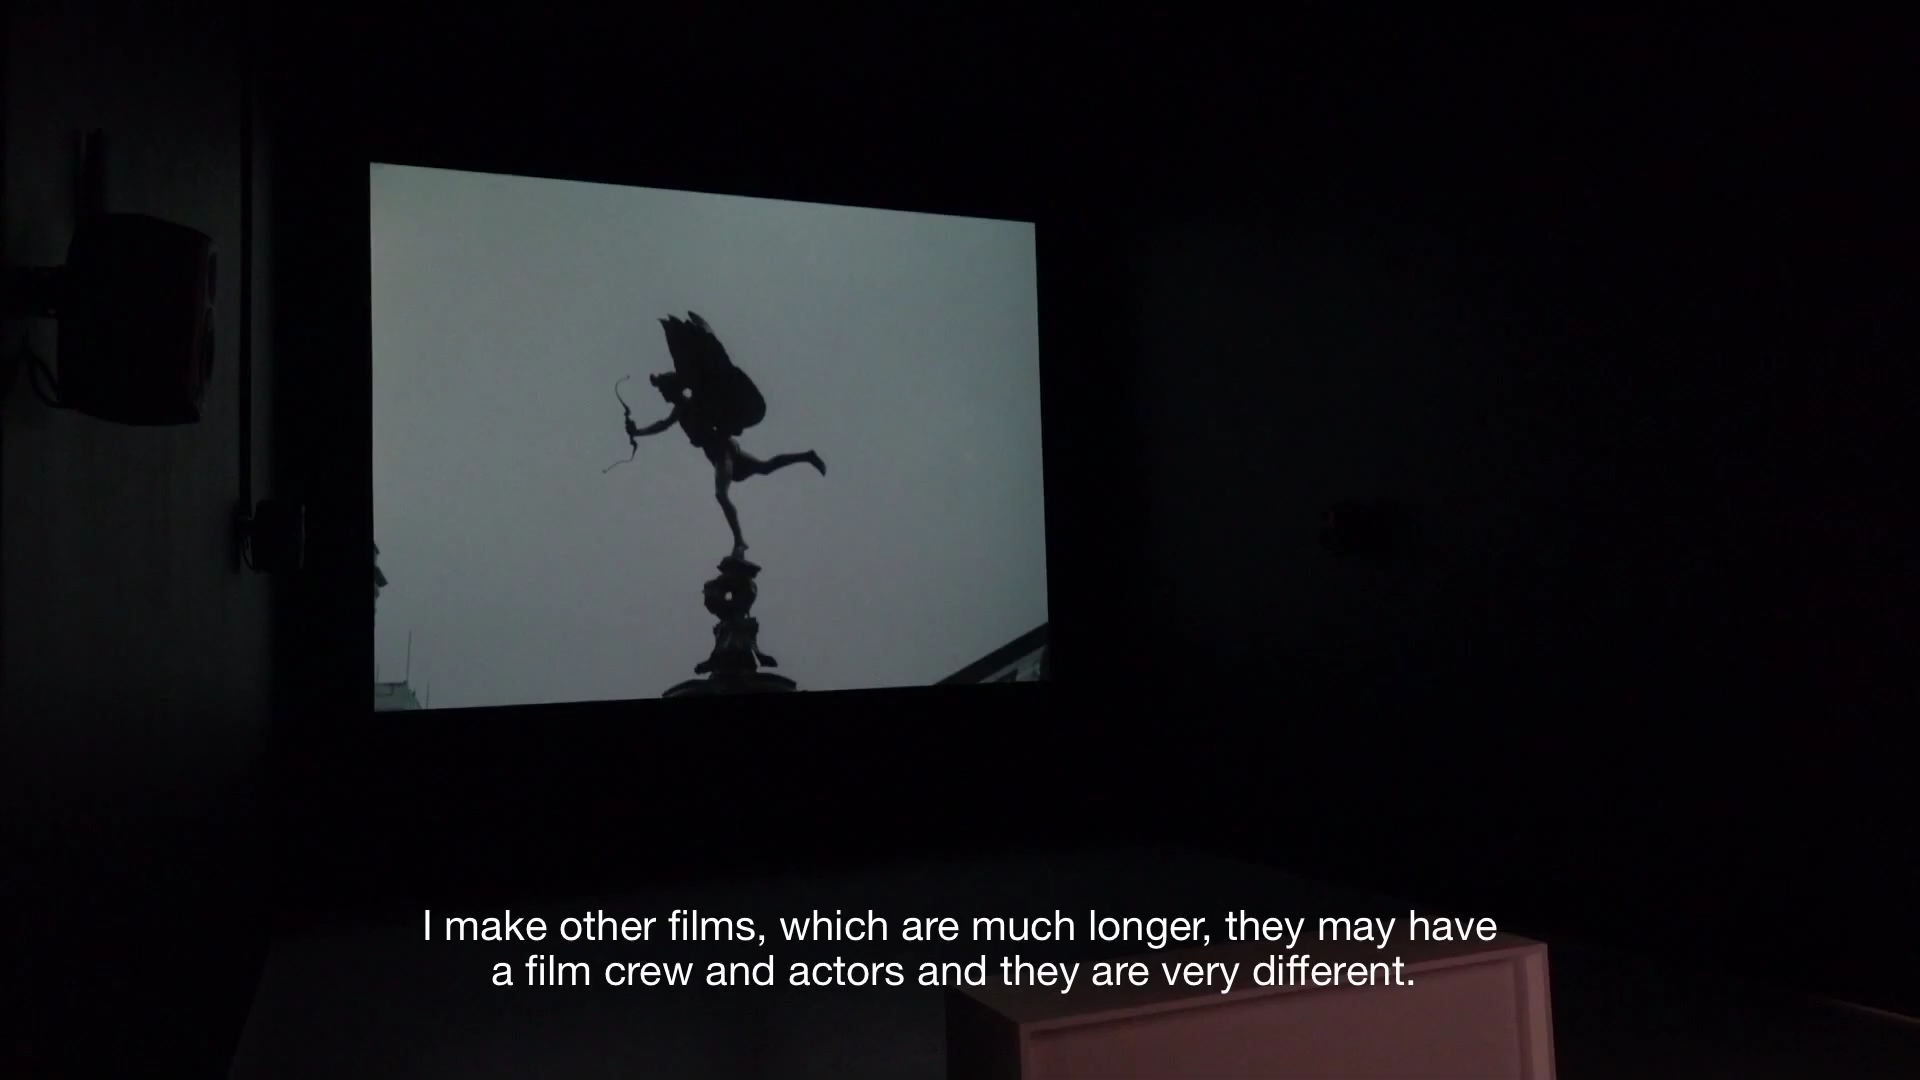 I make other films, which are much longer, they may have
a film crew and actors and they are very different.